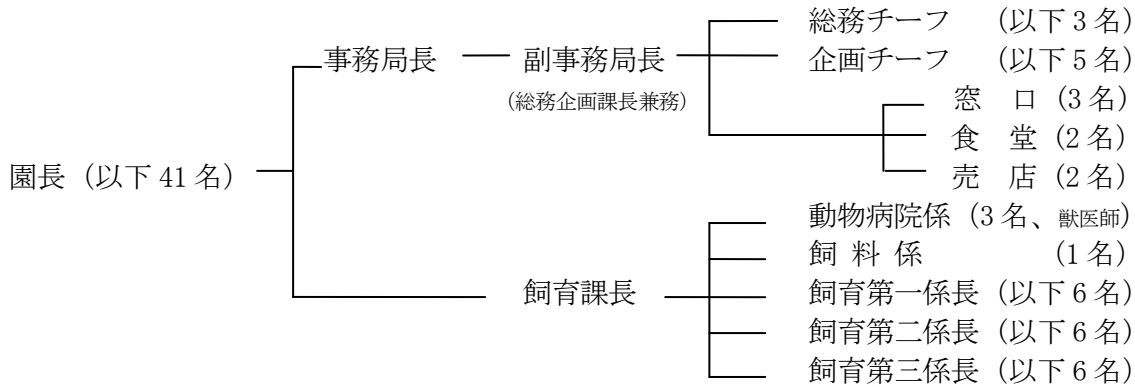 総務チーフ （以下３名）
事務局長 副事務局長 企画チーフ （以下５名）
（総務企画課長兼務）
窓　口（３名）
食　堂（２名）
売　店（２名）
園長（以下 41 名）
動物病院係（３名、獣医師）
飼 料 係 （１名）
飼育課長 飼育第一係長（以下６名）
飼育第二係長（以下６名）
飼育第三係長（以下６名）